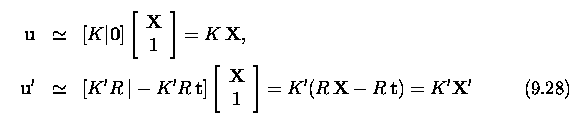 u ≃ [K|0] [ X 1 ] = K X,
u′ ≃ [K′R | − K′R t] [ X 1 ] = K′(R X − R t) = K′X′ (9.28)